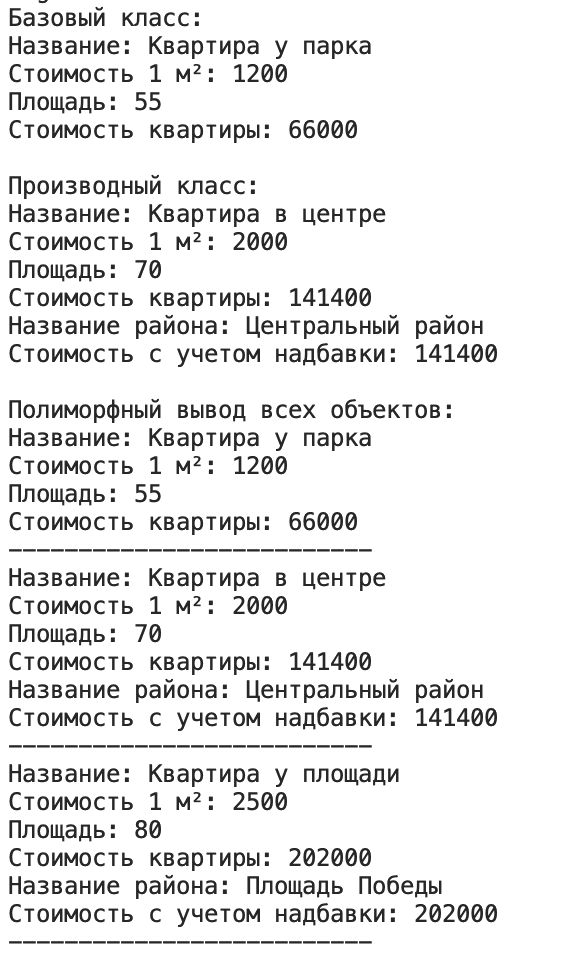 Базовый класс:
Название: Квартира у парка
Стоимость 1 м²: 1200
Площадь: 55
Стоимость квартиры: 66000
Производный класс:
Название: Квартира в центре
Стоимость 1 м²: 2000
Площадь: 70
Стоимость квартиры: 141400
Название района: Центральный район
Стоимость с учетом надбавки: 141400
Полиморфный вывод всех объектов:
Название: Квартира у парка
Стоимость 1 м²: 1200
Площадь: 55
Стоимость квартиры: 66000
--------------------------
Название: Квартира в центре
Стоимость 1 м²: 2000
Площадь: 70
Стоимость квартиры: 141400
Название района: Центральный район
Стоимость с учетом надбавки: 141400
--------------------------
Название: Квартира у площади
Стоимость 1 м²: 2500
Площадь: 80
Стоимость квартиры: 202000
Название района: Площадь Победы
Стоимость с учетом надбавки: 202000
--------------------------